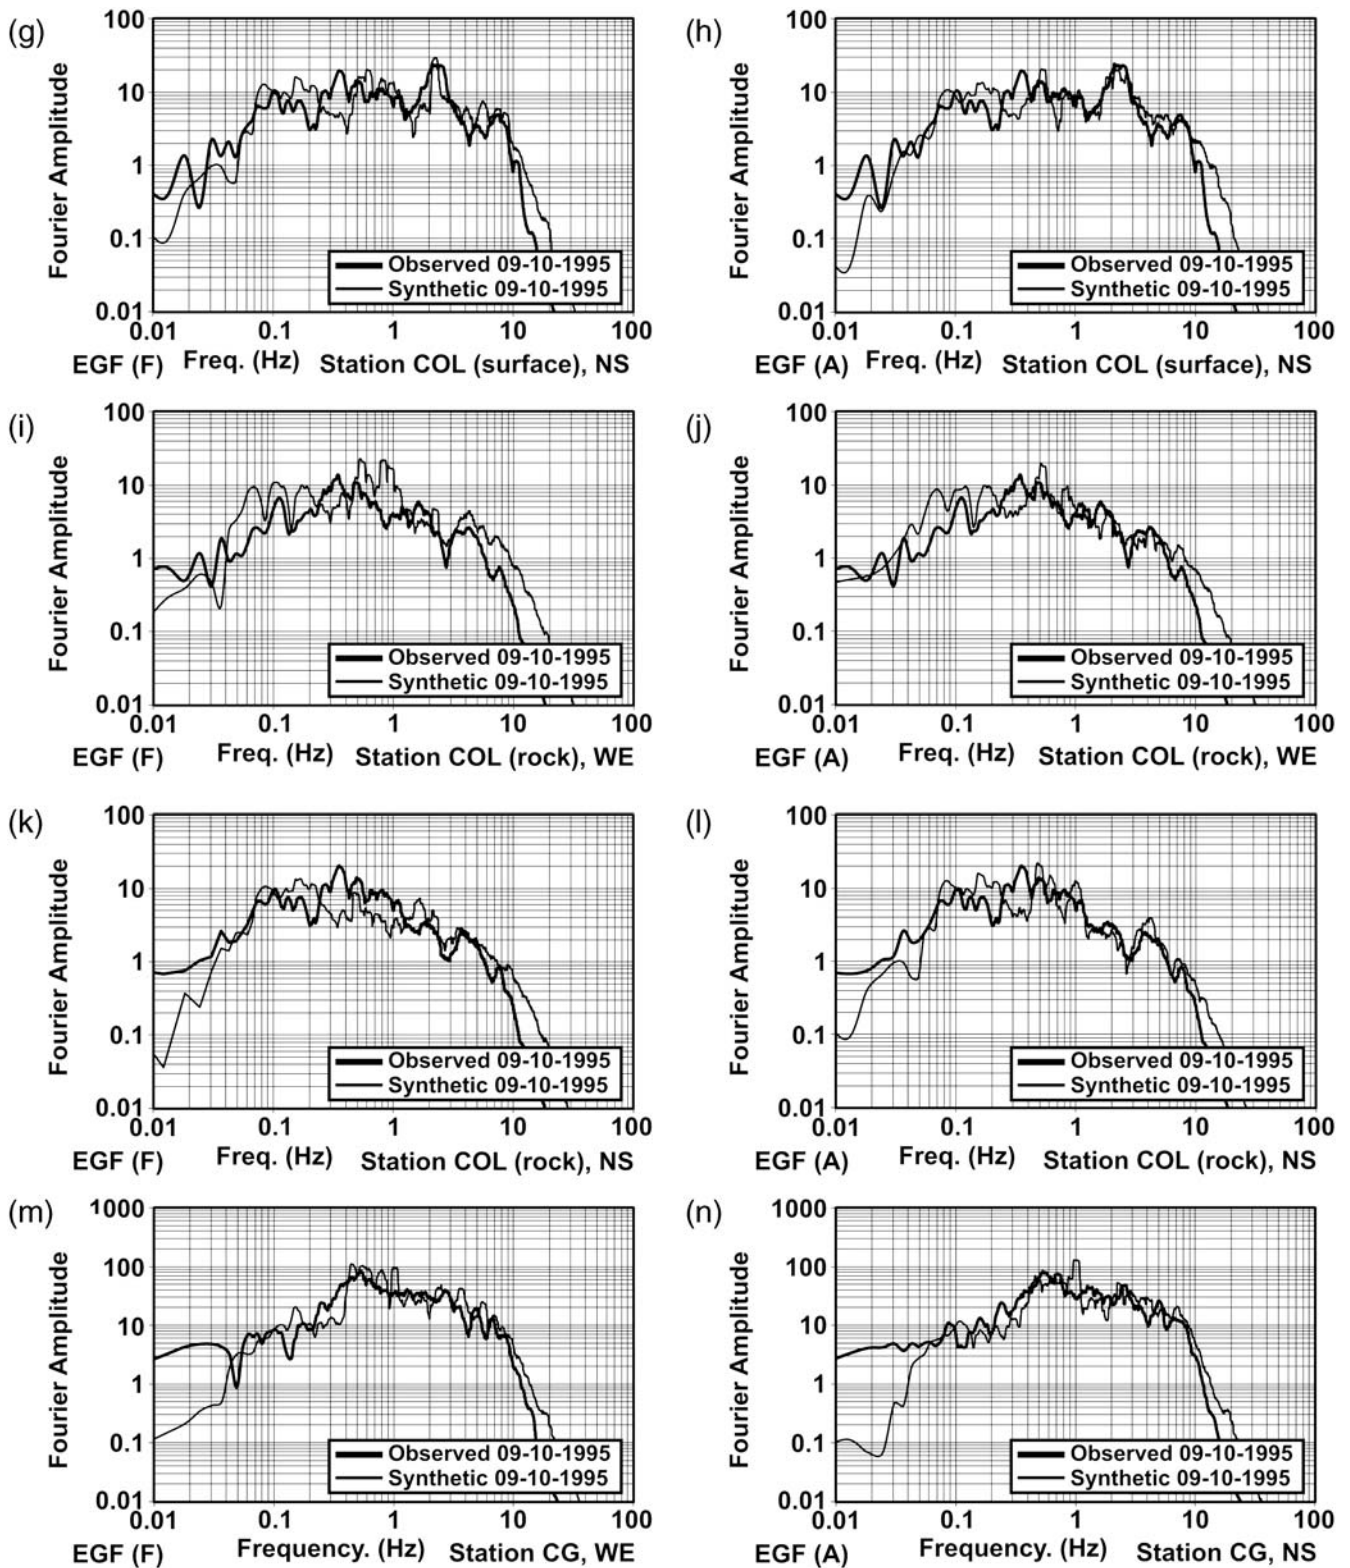 (g)
Fourier Amplitude
100
10
1
0.1
0.01
Observed 09-10-1995
Synthetic 09-10-1995
0.01 0.1 1 10 100
EGF (F) Freq. (Hz) Station COL (surface), NS
(h)
Fourier Amplitude
100
10
1
0.1
0.01
Observed 09-10-1995
Synthetic 09-10-1995
0.01 0.1 1 10 100
EGF (A) Freq. (Hz) Station COL (surface), NS
(i)
Fourier Amplitude
100
10
1
0.1
0.01
Observed 09-10-1995
Synthetic 09-10-1995
0.01 0.1 1 10 100
EGF (F) Freq. (Hz) Station COL (rock), WE
(j)
Fourier Amplitude
100
10
1
0.1
0.01
Observed 09-10-1995
Synthetic 09-10-1995
0.01 0.1 1 10 100
EGF (A) Freq. (Hz) Station COL (rock), WE
(k)
Fourier Amplitude
100
10
1
0.1
0.01
Observed 09-10-1995
Synthetic 09-10-1995
0.01 0.1 1 10 100
EGF (F) Freq. (Hz) Station COL (rock), NS
(l)
Fourier Amplitude
100
10
1
0.1
0.01
Observed 09-10-1995
Synthetic 09-10-1995
0.01 0.1 1 10 100
EGF (A) Freq. (Hz) Station COL (rock), NS
(m)
Fourier Amplitude
1000
100
10
1
0.1
0.01
Observed 09-10-1995
Synthetic 09-10-1995
0.01 0.1 1 10 100
EGF (F) Frequency. (Hz) Station CG, WE
(n)
Fourier Amplitude
1000
100
10
1
0.1
0.01
Observed 09-10-1995
Synthetic 09-10-1995
0.01 0.1 1 10 100
EGF (A) Frequency. (Hz) Station CG, NS